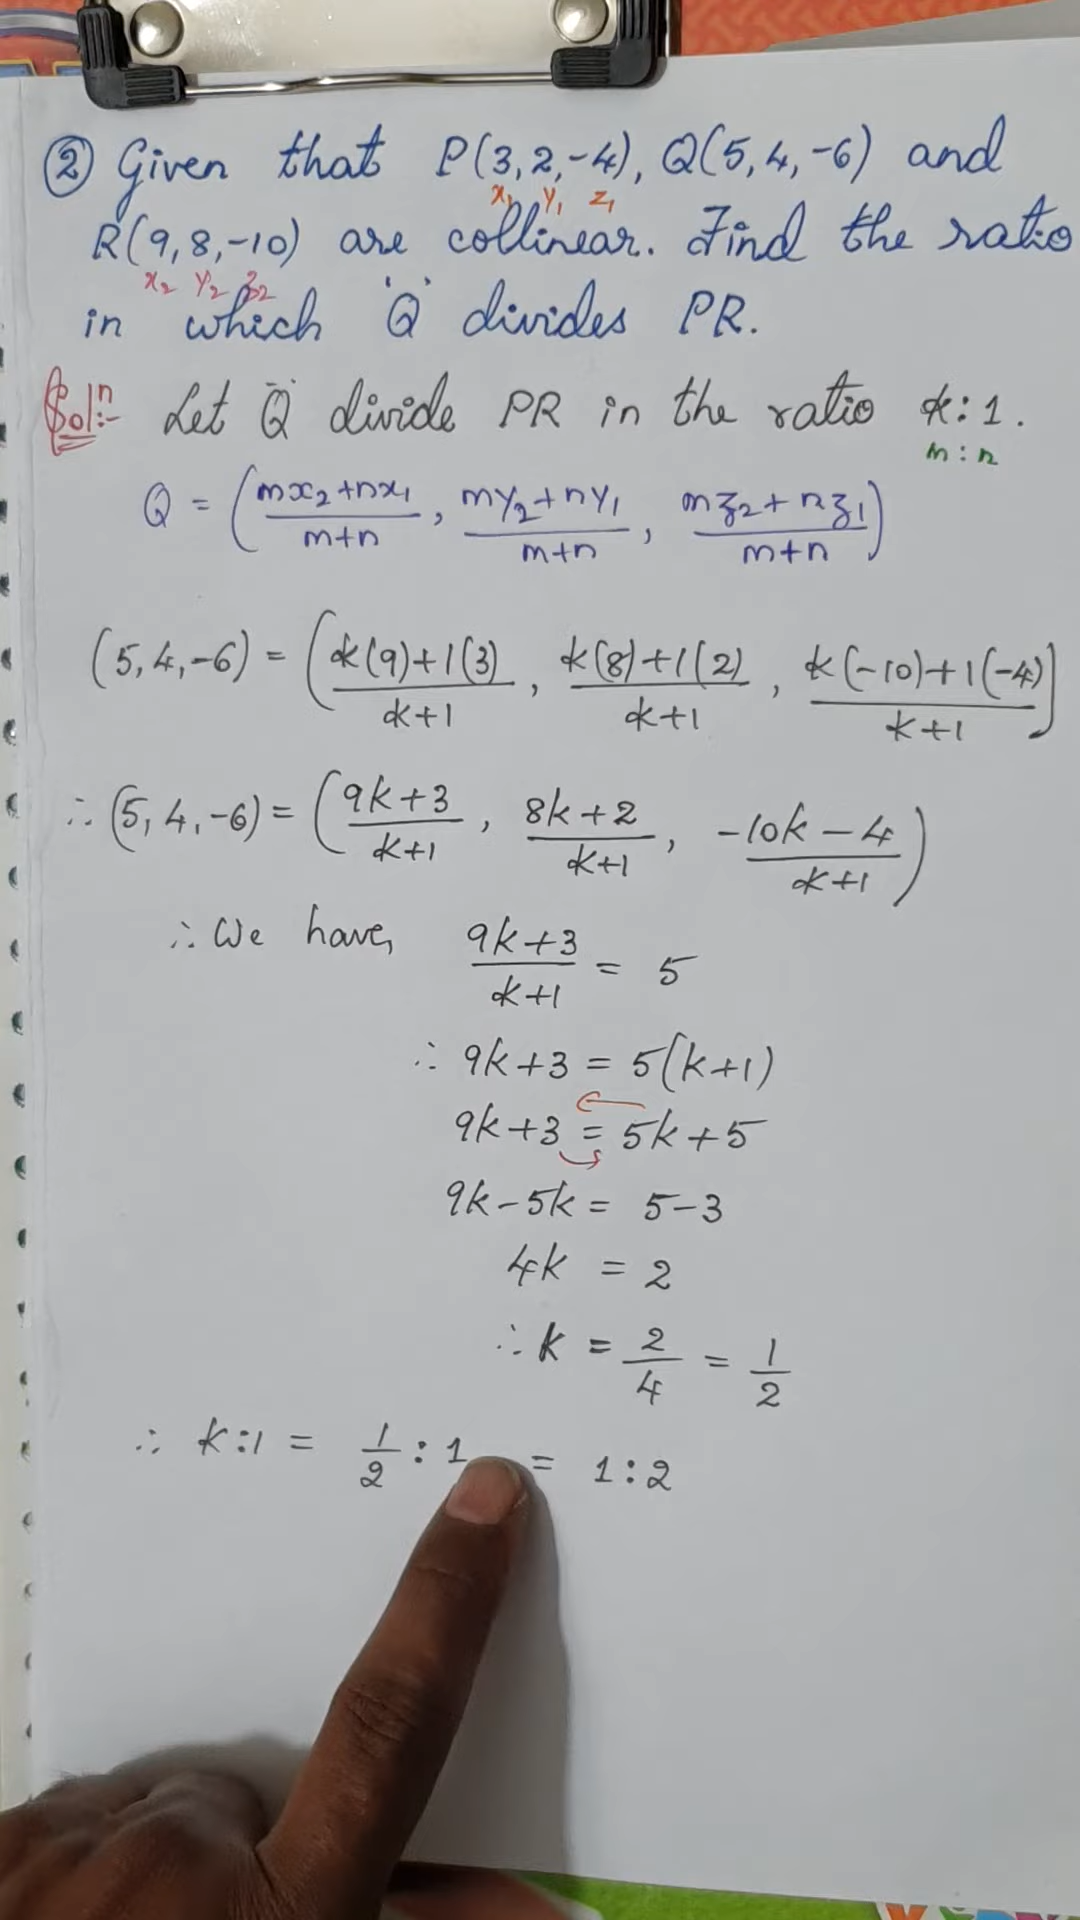 ② Given that P(3,2,-4), Q(5,4,-6) and
x₁ y₁ z₁
R(9,8,-10) are collinear. Find the ratio
x₂ y₂ z₂
in which 'Q' divides PR.
Solⁿ:- Let Q divide PR in the ratio k:1.
m:n
Q = ( (mx₂+nx₁)/(m+n) , (my₂+ny₁)/(m+n) , (mz₂+nz₁)/(m+n) )
(5,4,-6) = ( (k(9)+1(3))/(k+1) , (k(8)+1(2))/(k+1) , (k(-10)+1(-4))/(k+1) )
∴ (5,4,-6) = ( (9k+3)/(k+1) , (8k+2)/(k+1) , (-10k-4)/(k+1) )
∴ We have, (9k+3)/(k+1) = 5
∴ 9k+3 = 5(k+1)
9k+3 = 5k+5
9k-5k = 5-3
4k = 2
∴ k = 2/4 = 1/2
∴ k:1 = 1/2 : 1 = 1:2